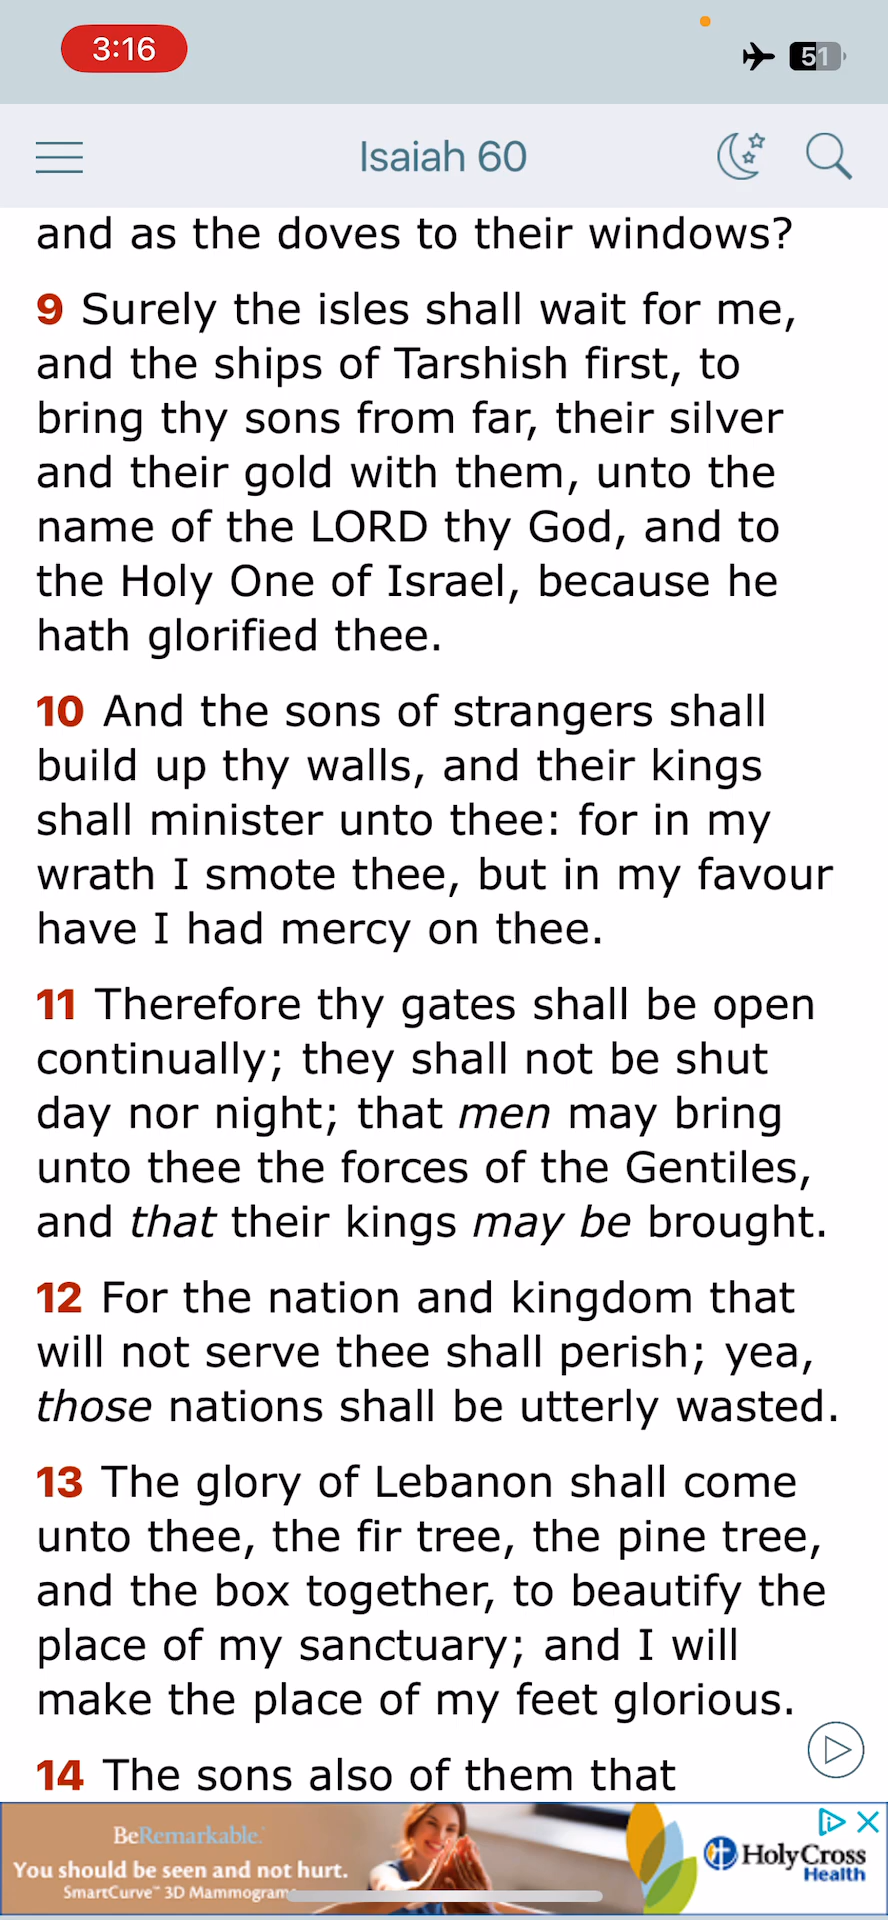 3:16
51
Isaiah 60
and as the doves to their windows?
9 Surely the isles shall wait for me,
and the ships of Tarshish first, to
bring thy sons from far, their silver
and their gold with them, unto the
name of the LORD thy God, and to
the Holy One of Israel, because he
hath glorified thee.
10 And the sons of strangers shall
build up thy walls, and their kings
shall minister unto thee: for in my
wrath I smote thee, but in my favour
have I had mercy on thee.
11 Therefore thy gates shall be open
continually; they shall not be shut
day nor night; that men may bring
unto thee the forces of the Gentiles,
and that their kings may be brought.
12 For the nation and kingdom that
will not serve thee shall perish; yea,
those nations shall be utterly wasted.
13 The glory of Lebanon shall come
unto thee, the fir tree, the pine tree,
and the box together, to beautify the
place of my sanctuary; and I will
make the place of my feet glorious.
14 The sons also of them that
BeRemarkable.
You should be seen and not hurt.
SmartCurve™ 3D Mammogram
HolyCross
Health